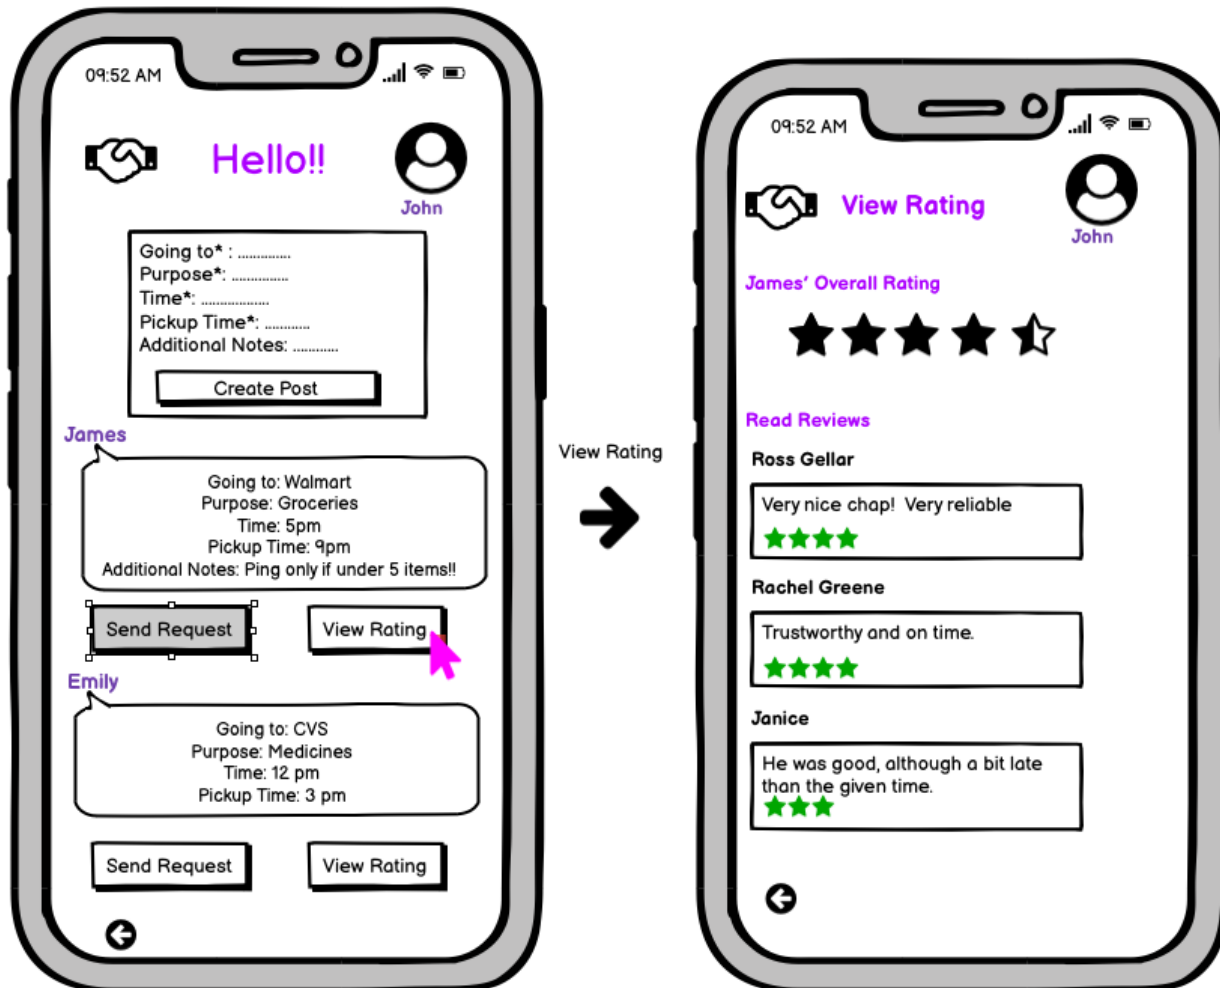 09:52 AM
Hello!!
John
Going to* : ..............
Purpose*: ...............
Time*: ..................
Pickup Time*: ............
Additional Notes: ............
Create Post
James
Going to: Walmart
Purpose: Groceries
Time: 5pm
Pickup Time: 9pm
Additional Notes: Ping only if under 5 items!!
Send Request
View Rating
Emily
Going to: CVS
Purpose: Medicines
Time: 12 pm
Pickup Time: 3 pm
Send Request
View Rating
View Rating
09:52 AM
View Rating
John
James' Overall Rating
Read Reviews
Ross Gellar
Very nice chap! Very reliable
Rachel Greene
Trustworthy and on time.
Janice
He was good, although a bit late
than the given time.